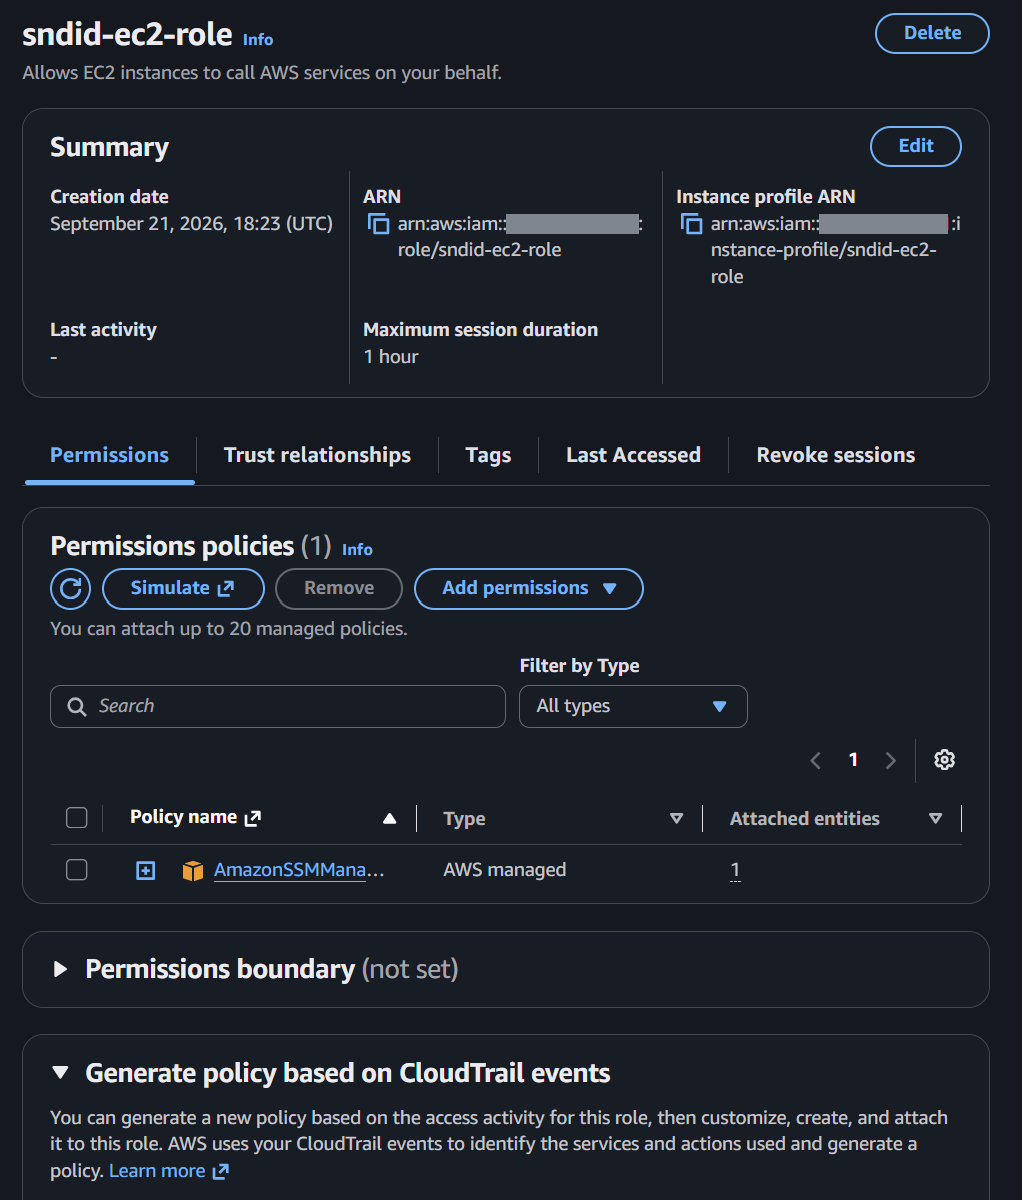 sndid-ec2-role Info
Delete
Allows EC2 instances to call AWS services on your behalf.
Summary
Edit
Creation date
September 21, 2026, 18:23 (UTC)
ARN
arn:aws:iam:: :
role/sndid-ec2-role
Instance profile ARN
arn:aws:iam:: :i
nstance-profile/sndid-ec2-
role
Last activity
-
Maximum session duration
1 hour
Permissions
Trust relationships
Tags
Last Accessed
Revoke sessions
Permissions policies (1) Info
Simulate
Remove
Add permissions
You can attach up to 20 managed policies.
Filter by Type
Search
All types
1
Policy name
Type
Attached entities
AmazonSSMMana...
AWS managed
1
Permissions boundary (not set)
Generate policy based on CloudTrail events
You can generate a new policy based on the access activity for this role, then customize, create, and attach
it to this role. AWS uses your CloudTrail events to identify the services and actions used and generate a
policy. Learn more